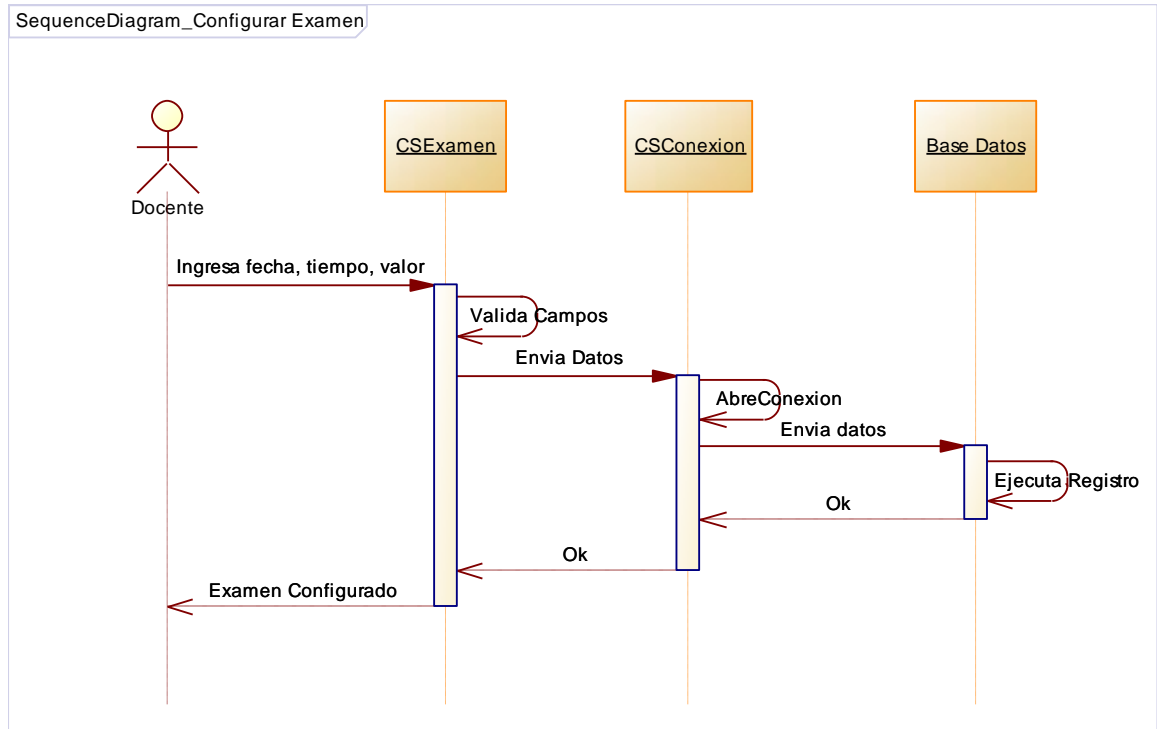 SequenceDiagram_Configurar Examen
CSExamen
CSConexion
Base Datos
Docente
Ingresa fecha, tiempo, valor
Valida Campos
Envia Datos
AbreConexion
Envia datos
Ejecuta Registro
Ok
Ok
Examen Configurado